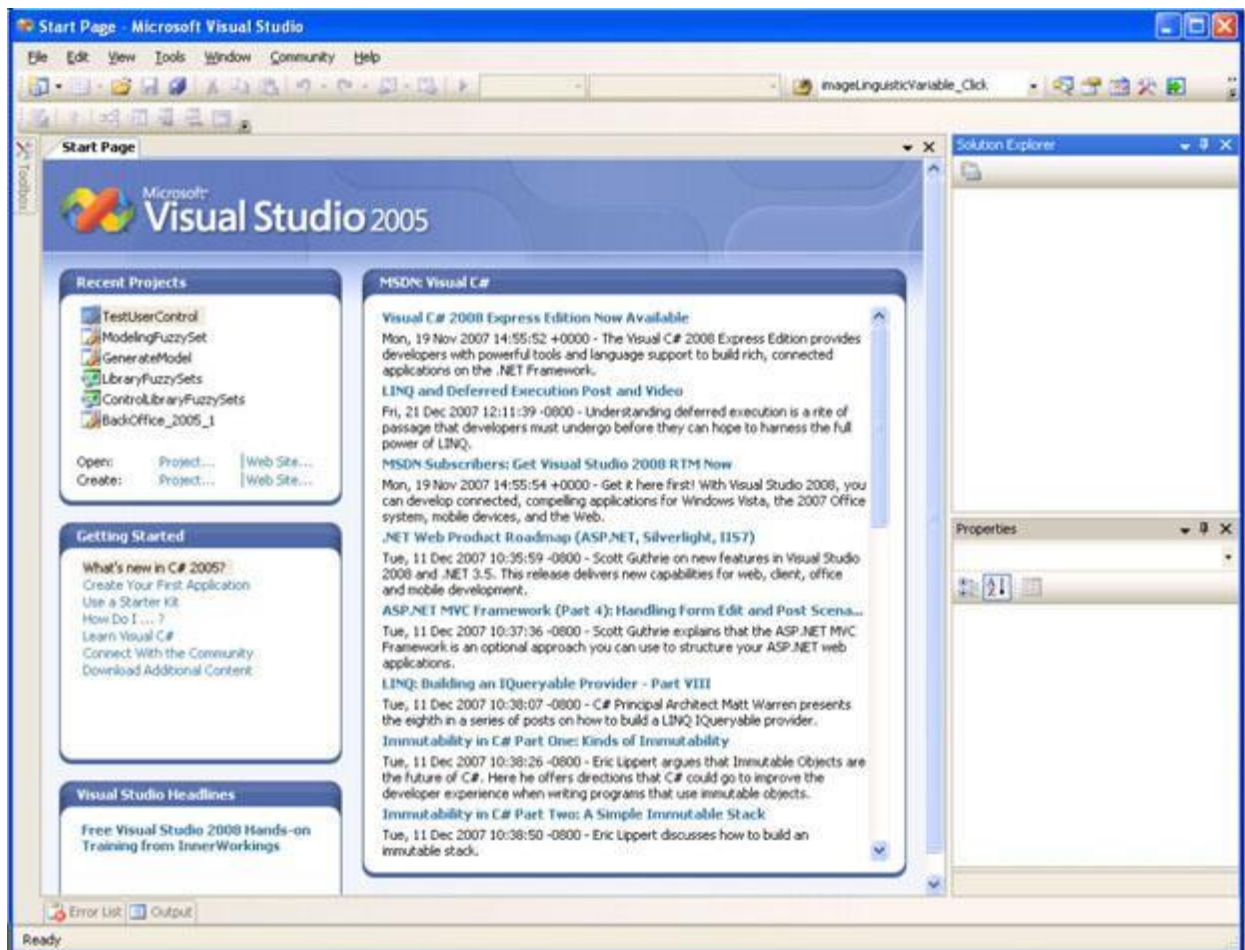 Start Page - Microsoft Visual Studio
File Edit View Tools Window Community Help
imageLinguisticVariable_Click
Toolbox
Start Page
Microsoft
Visual Studio 2005
Recent Projects
TestUserControl
ModelingFuzzySet
GenerateModel
LibraryFuzzySets
ControlLibraryFuzzySets
BackOffice_2005_1
Open: Project... Web Site...
Create: Project... Web Site...
Getting Started
What's new in C# 2005?
Create Your First Application
Use a Starter Kit
How Do I ... ?
Learn Visual C#
Connect With the Community
Download Additional Content
Visual Studio Headlines
Free Visual Studio 2008 Hands-on
Training from InnerWorkings
MSDN: Visual C#
Visual C# 2008 Express Edition Now Available
Mon, 19 Nov 2007 14:55:52 +0000 - The Visual C# 2008 Express Edition provides
developers with powerful tools and language support to build rich, connected
applications on the .NET Framework.
LINQ and Deferred Execution Post and Video
Fri, 21 Dec 2007 12:11:39 -0800 - Understanding deferred execution is a rite of
passage that developers must undergo before they can hope to harness the full
power of LINQ.
MSDN Subscribers: Get Visual Studio 2008 RTM Now
Mon, 19 Nov 2007 14:55:54 +0000 - Get it here first! With Visual Studio 2008, you
can develop connected, compelling applications for Windows Vista, the 2007 Office
system, mobile devices, and the Web.
.NET Web Product Roadmap (ASP.NET, Silverlight, IIS7)
Tue, 11 Dec 2007 10:35:59 -0800 - Scott Guthrie on new features in Visual Studio
2008 and .NET 3.5. This release delivers new capabilities for web, client, office
and mobile development.
ASP.NET MVC Framework (Part 4): Handling Form Edit and Post Scena...
Tue, 11 Dec 2007 10:37:36 -0800 - Scott Guthrie explains that the ASP.NET MVC
Framework is an optional approach you can use to structure your ASP.NET web
applications.
LINQ: Building an IQueryable Provider - Part VIII
Tue, 11 Dec 2007 10:38:07 -0800 - C# Principal Architect Matt Warren presents
the eighth in a series of posts on how to build a LINQ IQueryable provider.
Immutability in C# Part One: Kinds of Immutability
Tue, 11 Dec 2007 10:38:26 -0800 - Eric Lippert argues that Immutable Objects are
the future of C#. Here he offers directions that C# could go to improve the
developer experience when writing programs that use immutable objects.
Immutability in C# Part Two: A Simple Immutable Stack
Tue, 11 Dec 2007 10:38:50 -0800 - Eric Lippert discusses how to build an
immutable stack.
Solution Explorer
Properties
Error List Output
Ready